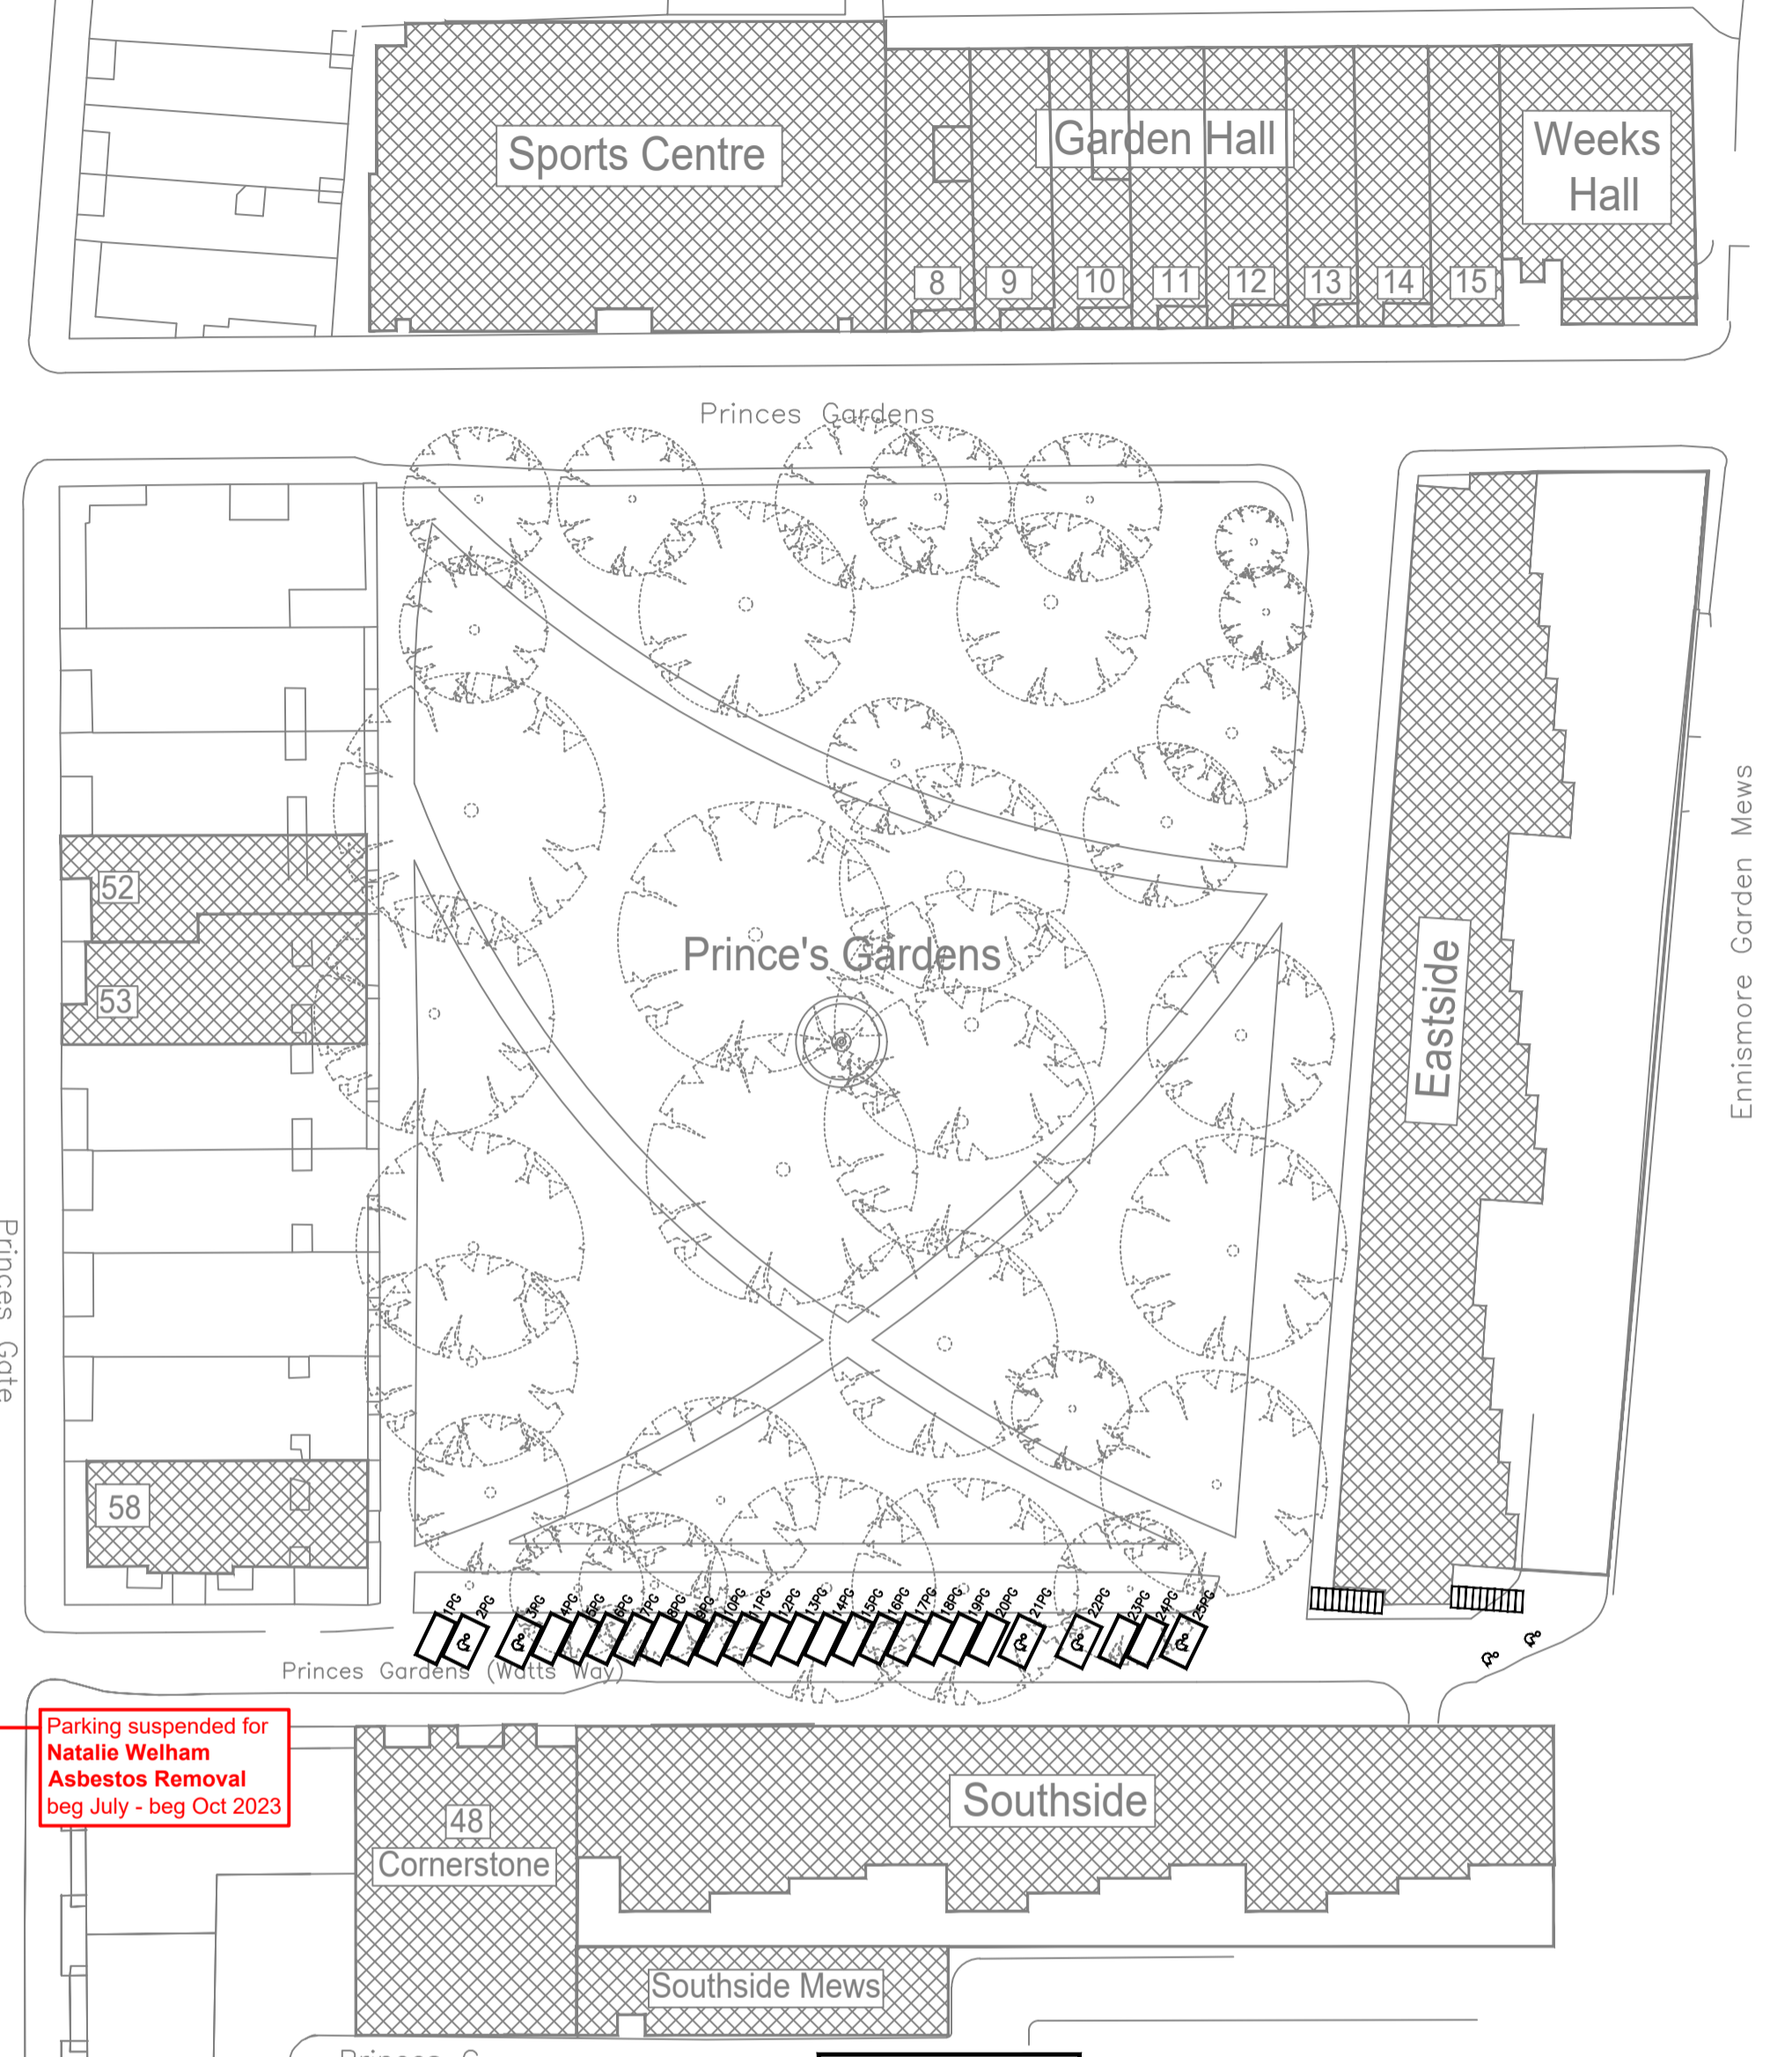 Sports Centre
Garden Hall
Weeks
Hall
8
9
10
11
12
13
14
15
Princes Gardens
52
53
58
Prince's Gardens
Eastside
Ennismore Garden Mews
Princes Gate
1PG
2PG
3PG
4PG
5PG
6PG
7PG
8PG
9PG
10PG
11PG
12PG
13PG
14PG
15PG
16PG
17PG
18PG
19PG
20PG
21PG
22PG
23PG
24PG
25PG
Princes Gardens (Watts Way)
Parking suspended for
Natalie Welham
Asbestos Removal
beg July - beg Oct 2023
48
Cornerstone
Southside
Southside Mews